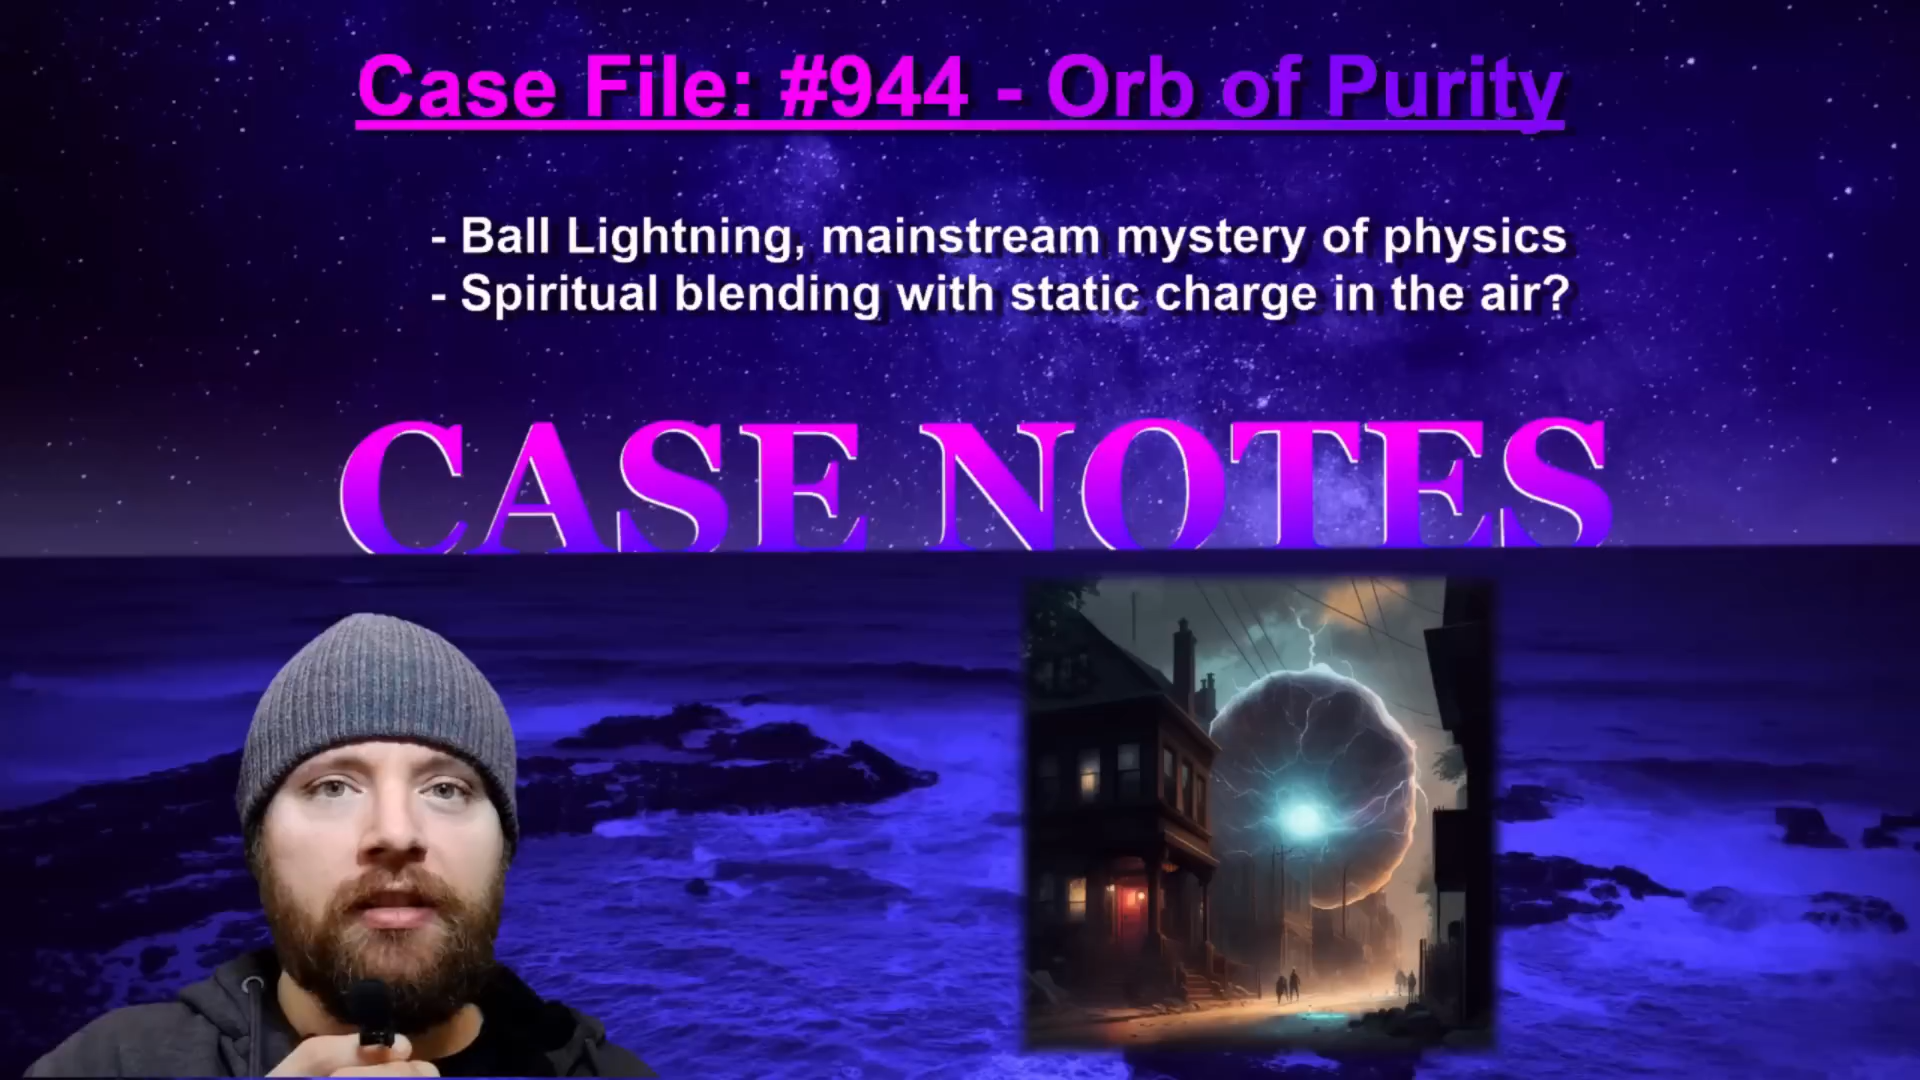 Case File: #944 - Orb of Purity
- Ball Lightning, mainstream mystery of physics
- Spiritual blending with static charge in the air?
CASE NOTES